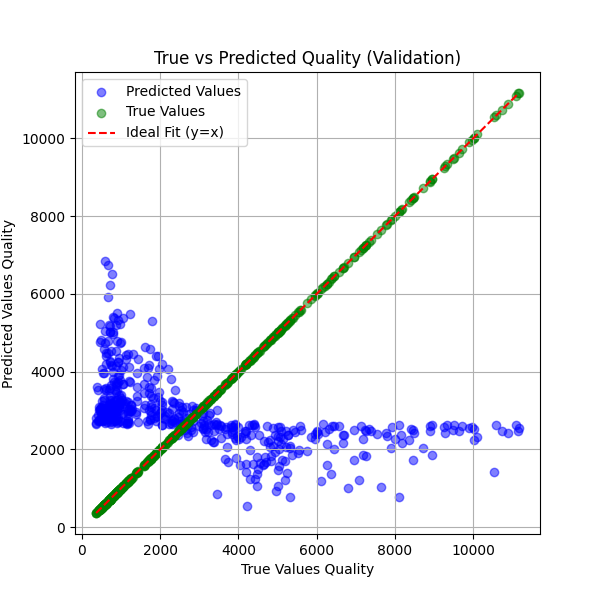 True vs Predicted Quality (Validation)
Predicted Values
True Values
Ideal Fit (y=x)
Predicted Values Quality
10000
8000
6000
4000
2000
0
0 2000 4000 6000 8000 10000
True Values Quality